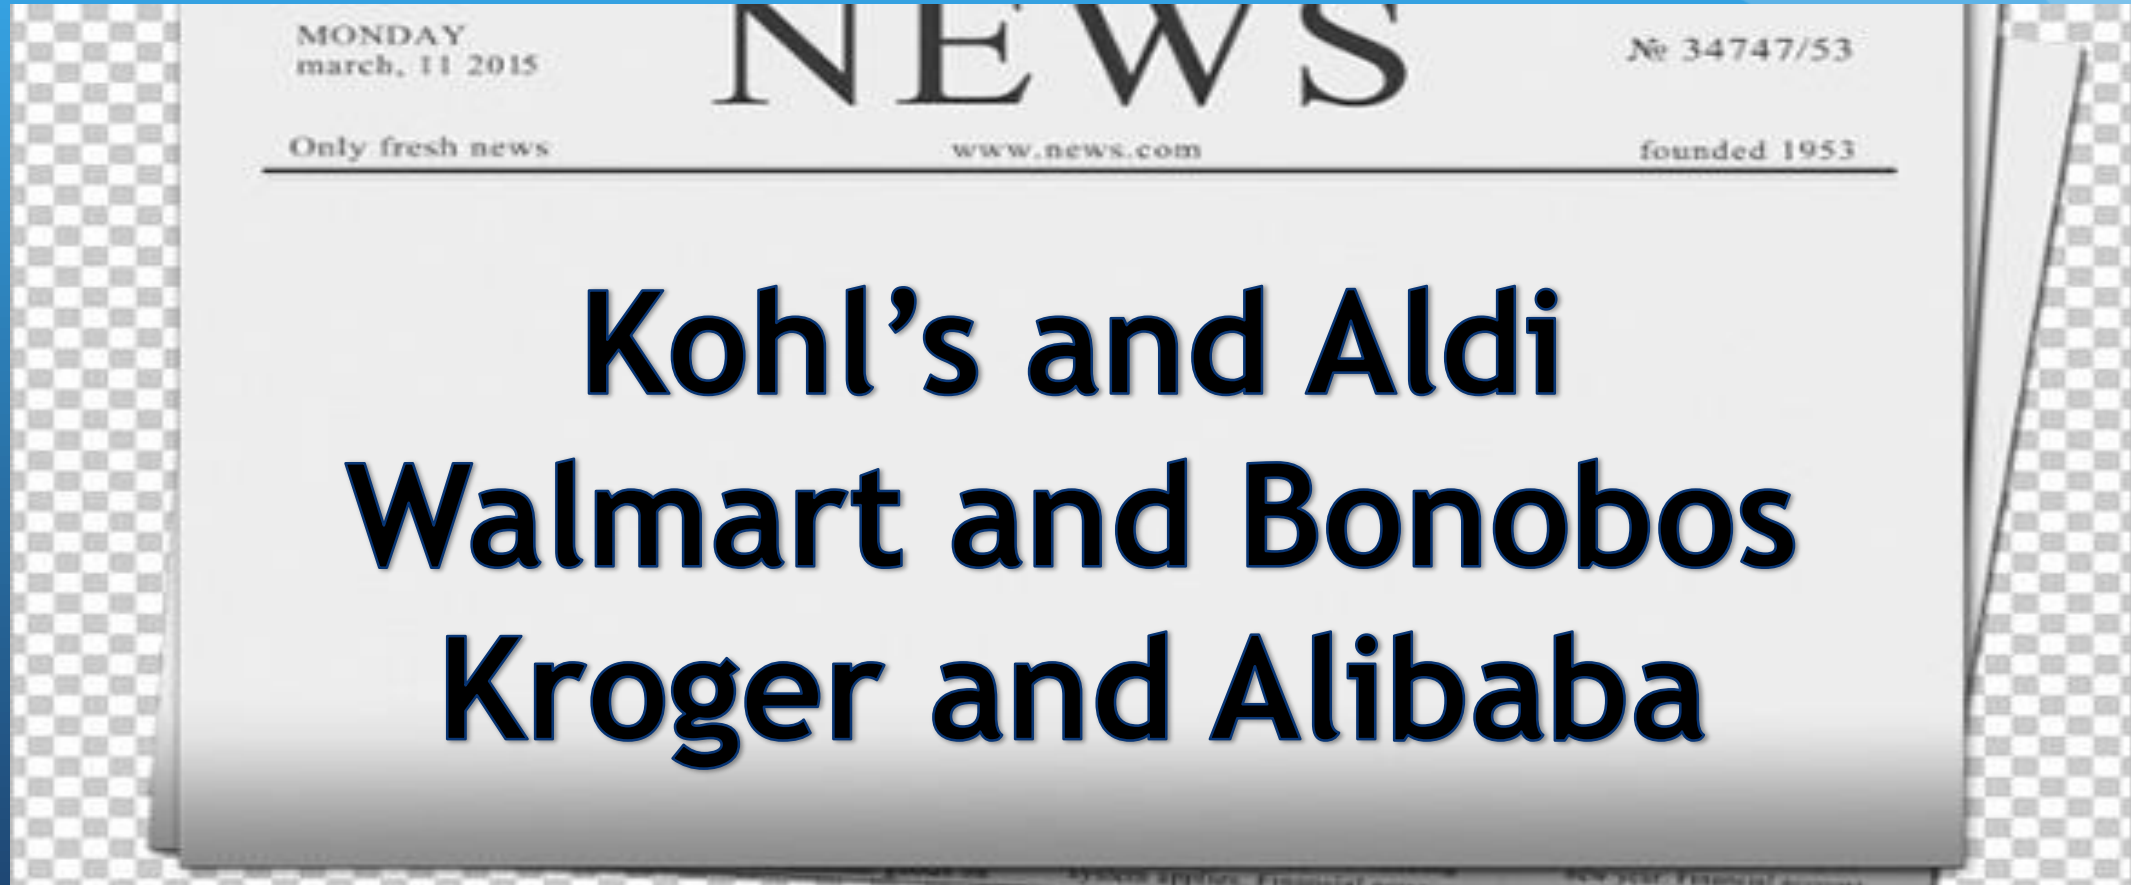 MONDAY
march, 11 2015
NEWS
№ 34747/53
Only fresh news
www.news.com
founded 1953
Kohl’s and Aldi
Walmart and Bonobos
Kroger and Alibaba